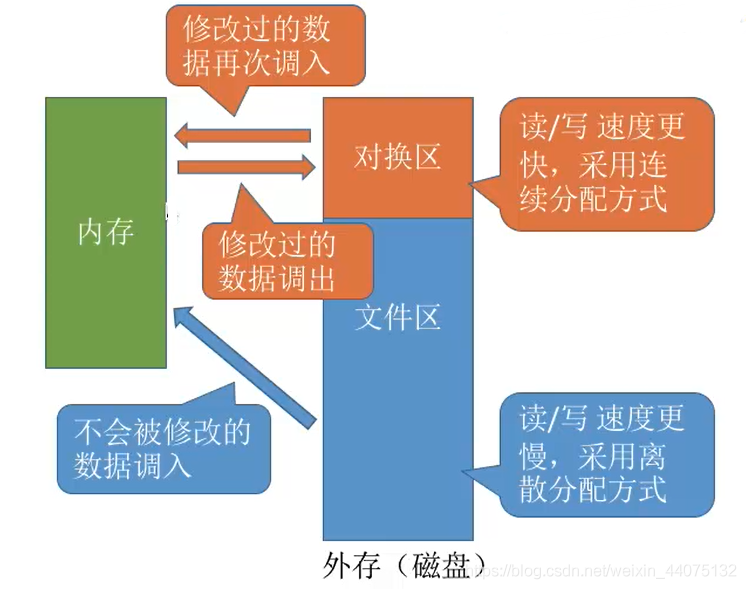 修改过的数
据再次调入
对换区
读/写 速度更
快，采用连
续分配方式
内存
修改过的
数据调出
文件区
不会被修改的
数据调入
读/写 速度更
慢，采用离
散分配方式
外存（磁盘）
https://blog.csdn.net/weixin_44075132